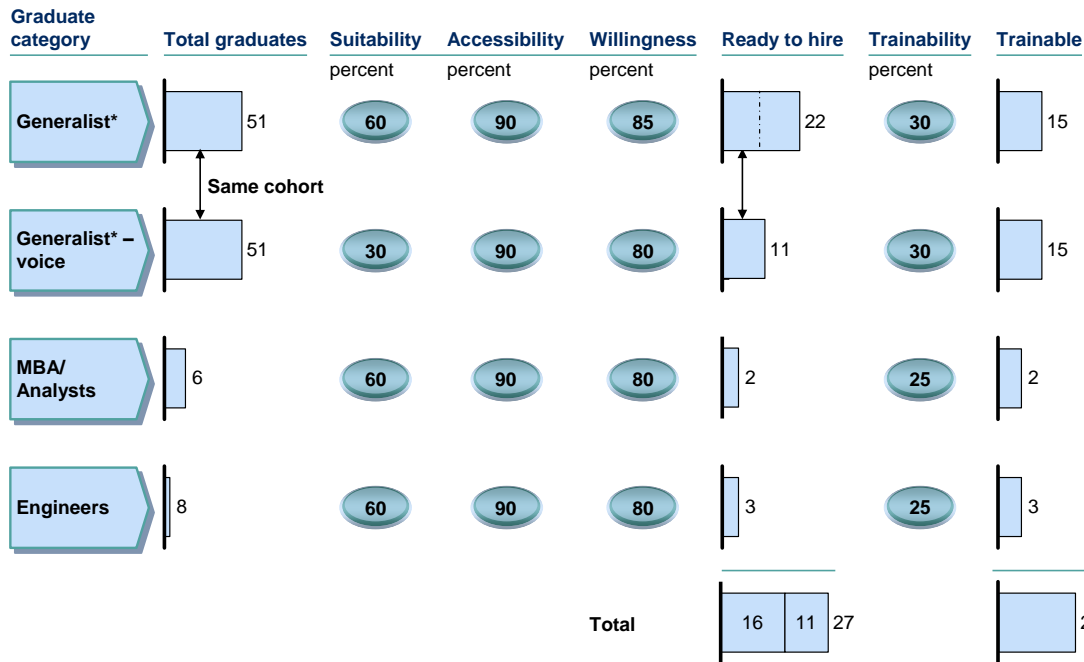 Graduate
category
Total graduates
Suitability
Accessibility
Willingness
Ready to hire
Trainability
Trainable
percent
percent
percent
percent
Generalist*
51
60
90
85
22
30
15
Same cohort
Generalist* –
voice
51
30
90
80
11
30
15
MBA/
Analysts
6
60
90
80
2
25
2
Engineers
8
60
90
80
3
25
3
Total
16
11
27